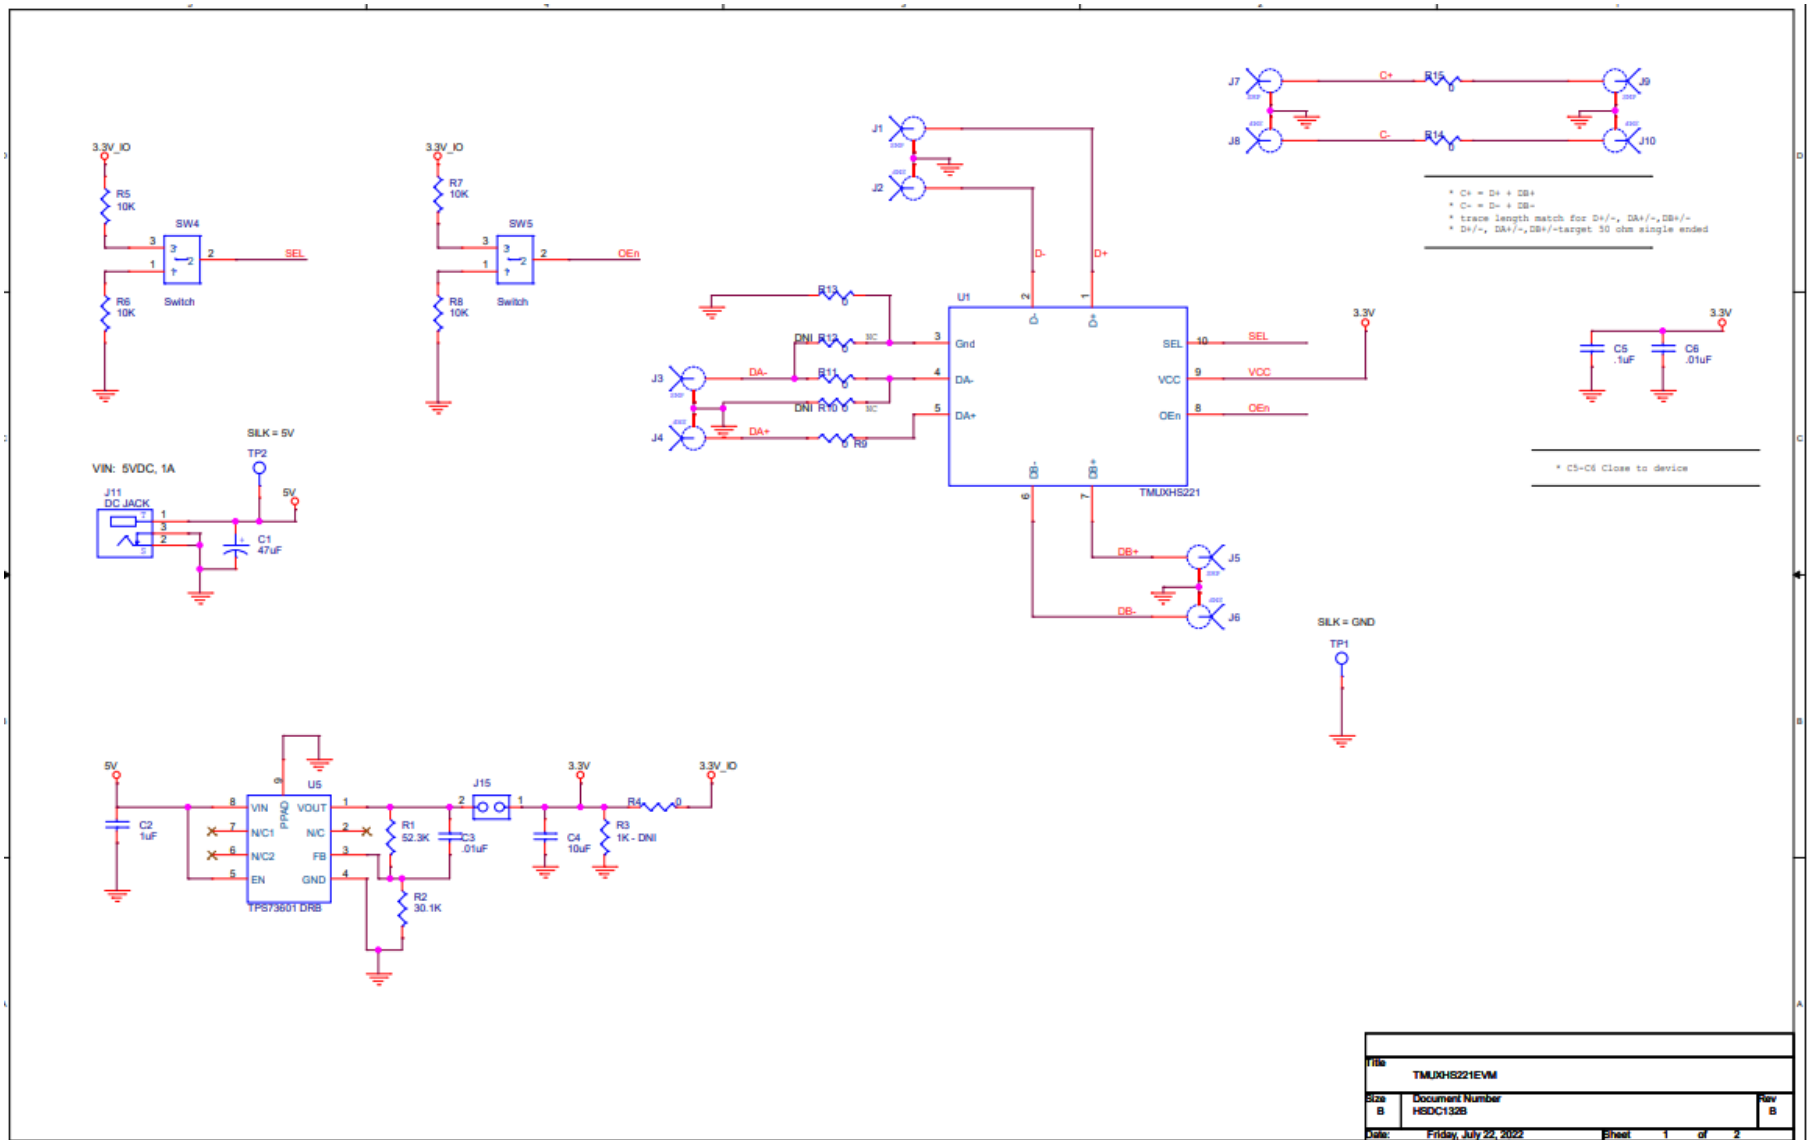 J7
C+
R15
0
J9
J8
C-
R14
0
J10
* C+ = D+ + DB+
* C- = D- + DB-
* trace length match for D+/-, DA+/-,DB+/-
* D+/-, DA+/-,DB+/-target 50 ohm single ended
J1
J2
D-
D+
3.3V_IO
R5
10K
SW4
3
3
2
2
1
SEL
R6
10K
Switch
3.3V_IO
R7
10K
SW5
3
3
2
2
1
OEn
R8
10K
Switch
U1
2
1
D-
D+
R13
0
DNI
R12
NC
0
3
Gnd
J3
DA-
R11
0
4
DA-
DNI
R10
0
NC
5
DA+
J4
DA+
0
R9
SEL
10
SEL
VCC
9
VCC
OEn
8
OEn
3.3V
DB-
DB+
6
7
TMUXHS221
DB+
J5
DB-
J6
3.3V
C5
.1uF
C6
.01uF
* C5-C6 Close to device
SILK = 5V
TP2
VIN: 5VDC, 1A
J11
DC JACK
1
3
2
5V
C1
47uF
SILK = GND
TP1
5V
C2
1uF
9
U5
PPAD
8
VIN
VOUT
1
7
N/C1
N/C
2
6
N/C2
FB
3
5
EN
GND
4
TPS73601 DRB
R1
52.3K
C3
.01uF
R2
30.1K
J15
2
1
3.3V
C4
10uF
R3
1K - DNI
R4
0
3.3V_IO
Title
TMUXHS221EVM
Size
B
Document Number
HSDC132B
Rev
B
Date:
Friday, July 22, 2022
Sheet
1
of
2